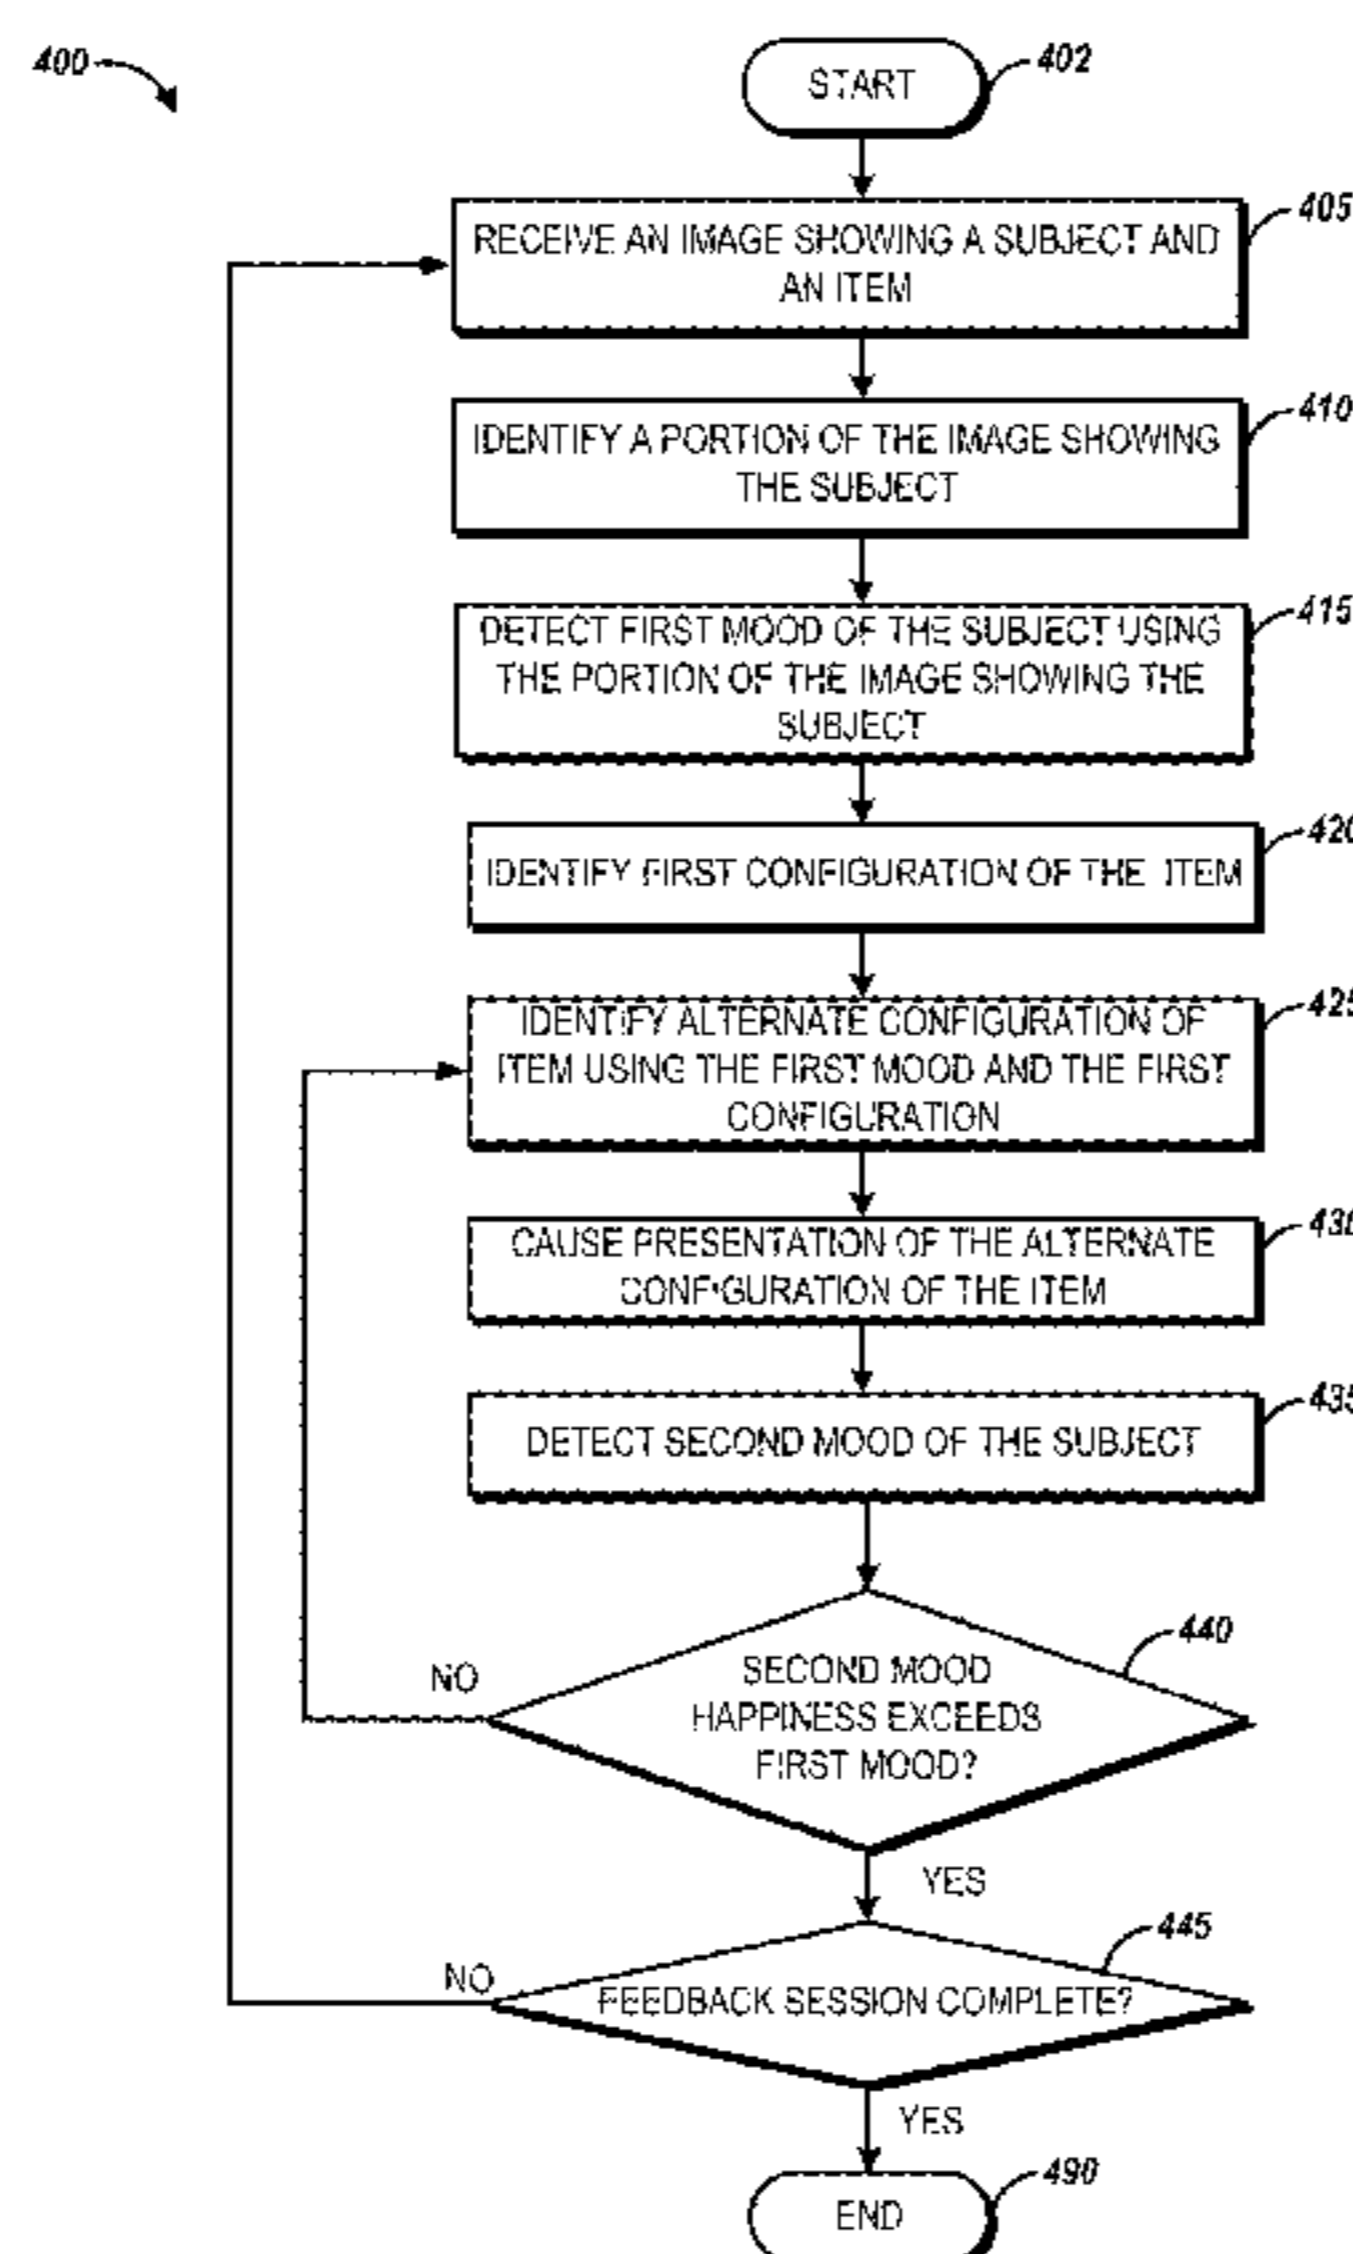 400
START
402
RECEIVE AN IMAGE SHOWING A SUBJECT AND
AN ITEM
405
IDENTIFY A PORTION OF THE IMAGE SHOWING
THE SUBJECT
410
DETECT FIRST MOOD OF THE SUBJECT USING
THE PORTION OF THE IMAGE SHOWING THE
SUBJECT
415
IDENTIFY FIRST CONFIGURATION OF THE ITEM
420
IDENTIFY ALTERNATE CONFIGURATION OF
ITEM USING THE FIRST MOOD AND THE FIRST
CONFIGURATION
425
CAUSE PRESENTATION OF THE ALTERNATE
CONFIGURATION OF THE ITEM
430
DETECT SECOND MOOD OF THE SUBJECT
435
SECOND MOOD
HAPPINESS EXCEEDS
FIRST MOOD?
440
NO
YES
FEEDBACK SESSION COMPLETE?
445
NO
YES
END
490